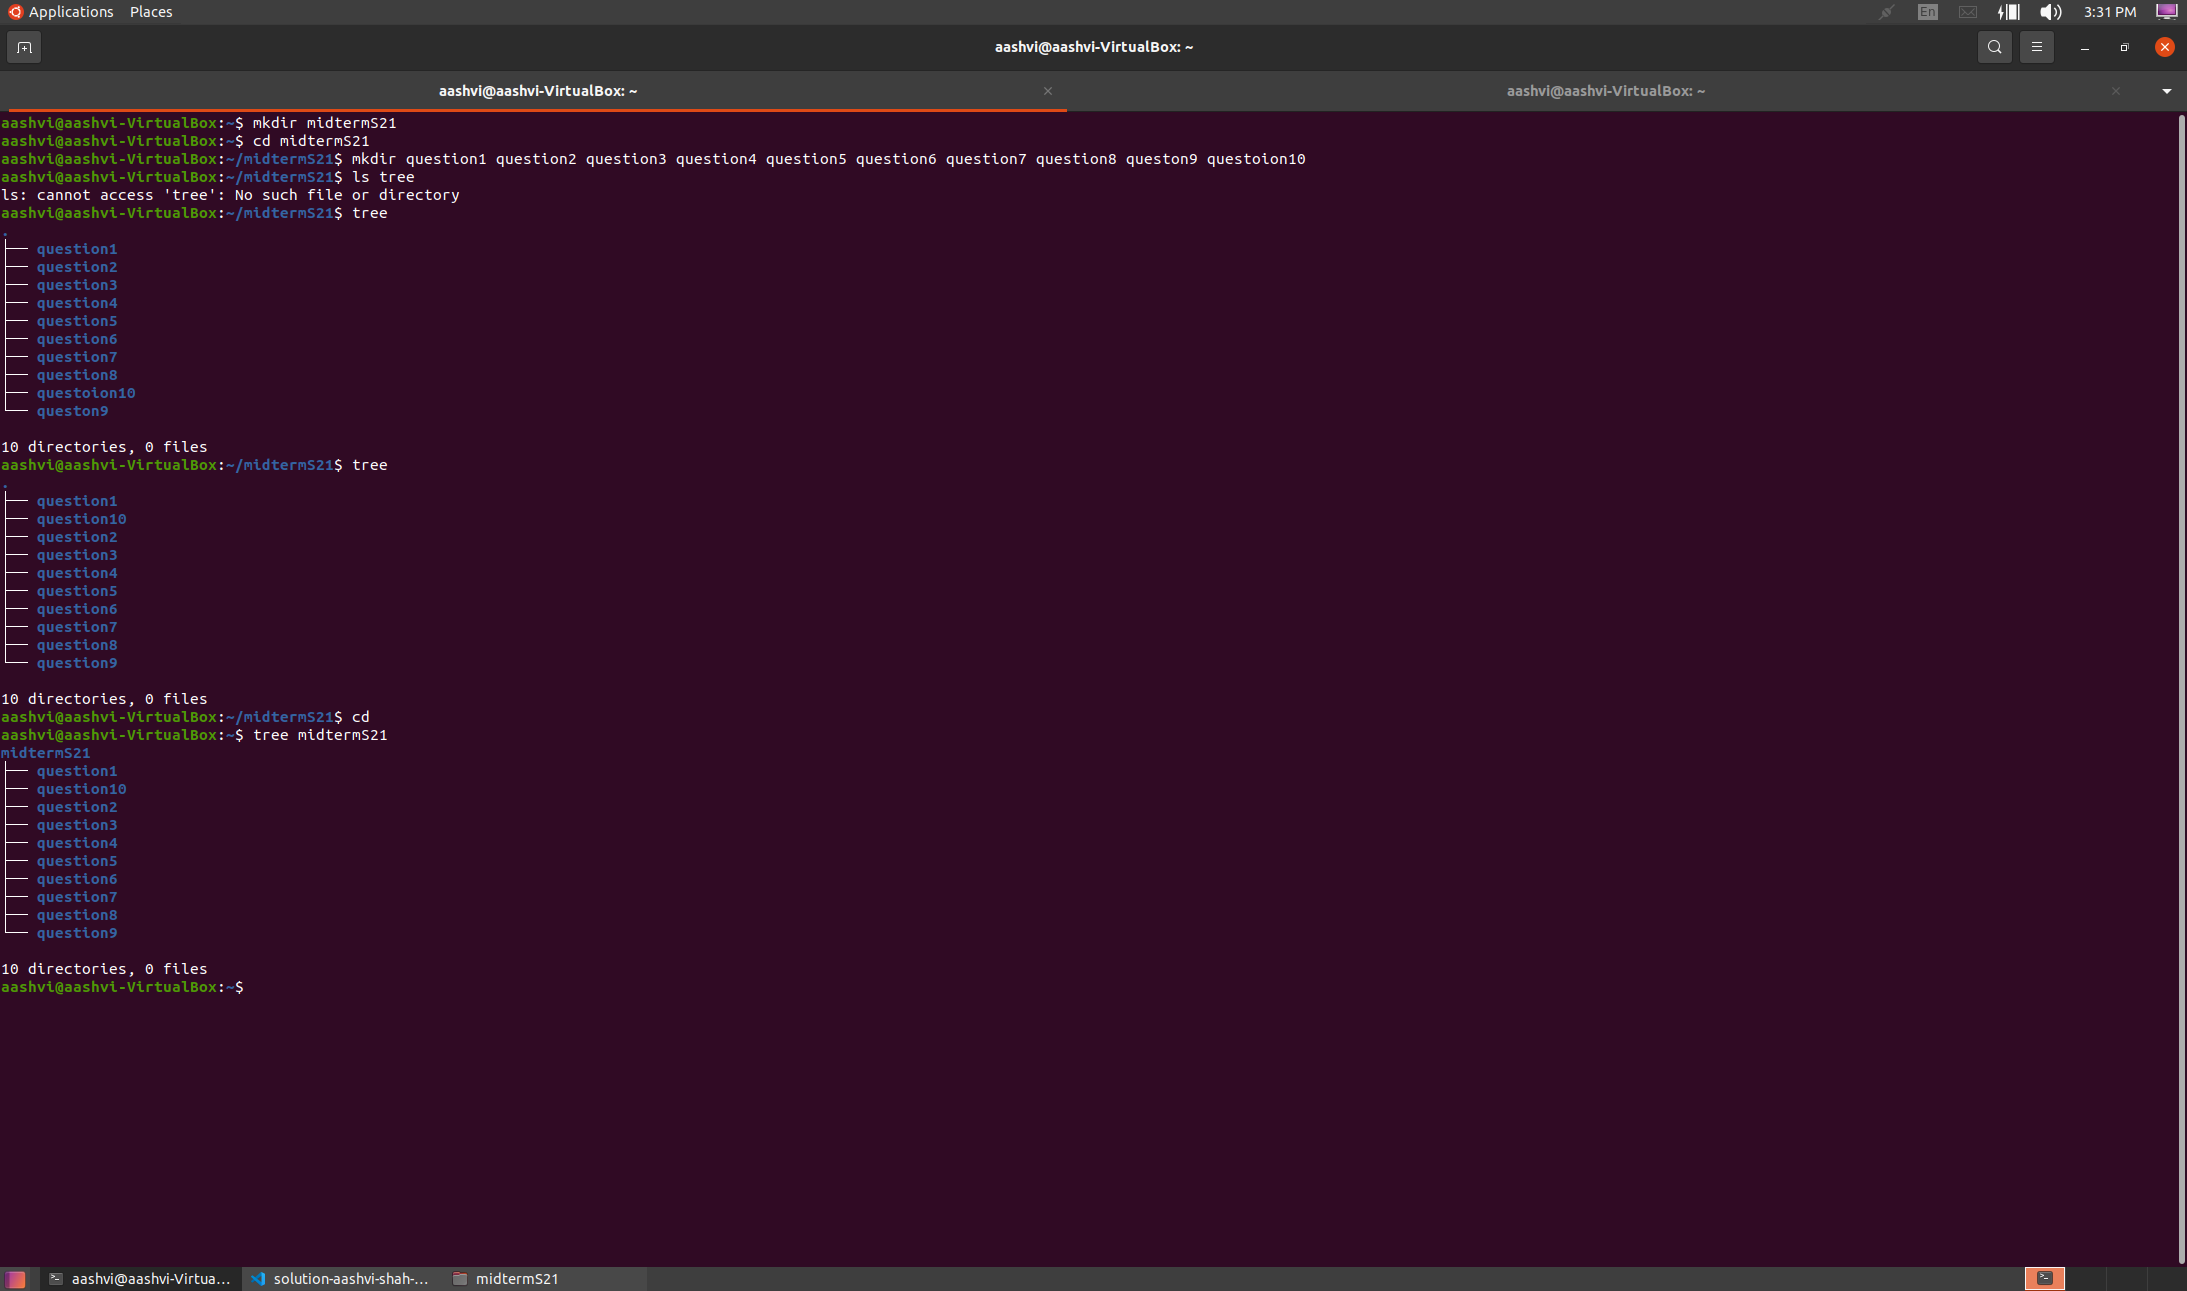 Applications Places En 3:31 PM
aashvi@aashvi-VirtualBox: ~
aashvi@aashvi-VirtualBox: ~ aashvi@aashvi-VirtualBox: ~
aashvi@aashvi-VirtualBox:~$ mkdir midtermS21
aashvi@aashvi-VirtualBox:~$ cd midtermS21
aashvi@aashvi-VirtualBox:~/midtermS21$ mkdir question1 question2 question3 question4 question5 question6 question7 question8 queston9 questoion10
aashvi@aashvi-VirtualBox:~/midtermS21$ ls tree
ls: cannot access 'tree': No such file or directory
aashvi@aashvi-VirtualBox:~/midtermS21$ tree
.
├── question1
├── question2
├── question3
├── question4
├── question5
├── question6
├── question7
├── question8
├── questoion10
└── queston9
10 directories, 0 files
aashvi@aashvi-VirtualBox:~/midtermS21$ tree
.
├── question1
├── question10
├── question2
├── question3
├── question4
├── question5
├── question6
├── question7
├── question8
└── question9
10 directories, 0 files
aashvi@aashvi-VirtualBox:~/midtermS21$ cd
aashvi@aashvi-VirtualBox:~$ tree midtermS21
midtermS21
├── question1
├── question10
├── question2
├── question3
├── question4
├── question5
├── question6
├── question7
├── question8
└── question9
10 directories, 0 files
aashvi@aashvi-VirtualBox:~$
aashvi@aashvi-Virtua... solution-aashvi-shah-... midtermS21